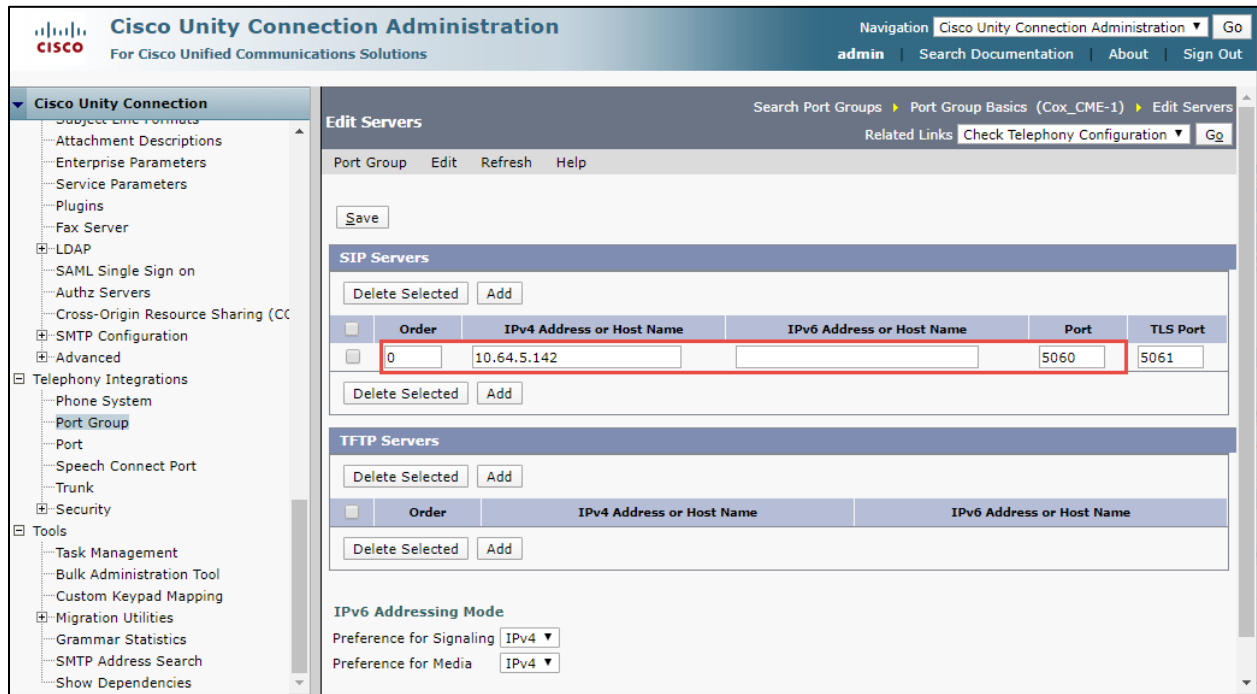 Cisco Unity Connection Administration
Navigation Cisco Unity Connection Administration Go
CISCO For Cisco Unified Communications Solutions
admin | Search Documentation | About | Sign Out
Cisco Unity Connection
Subject Line Formats
Attachment Descriptions
Enterprise Parameters
Service Parameters
Plugins
Fax Server
LDAP
SAML Single Sign on
Authz Servers
Cross-Origin Resource Sharing (CO
SMTP Configuration
Advanced
Telephony Integrations
Phone System
Port Group
Port
Speech Connect Port
Trunk
Security
Tools
Task Management
Bulk Administration Tool
Custom Keypad Mapping
Migration Utilities
Grammar Statistics
SMTP Address Search
Show Dependencies
Search Port Groups Port Group Basics (Cox_CME-1) Edit Servers
Edit Servers
Related Links Check Telephony Configuration Go
Port Group Edit Refresh Help
Save
SIP Servers
Delete Selected Add
Order IPv4 Address or Host Name IPv6 Address or Host Name Port TLS Port
0 10.64.5.142 5060 5061
Delete Selected Add
TFTP Servers
Delete Selected Add
Order IPv4 Address or Host Name IPv6 Address or Host Name
Delete Selected Add
IPv6 Addressing Mode
Preference for Signaling IPv4
Preference for Media IPv4